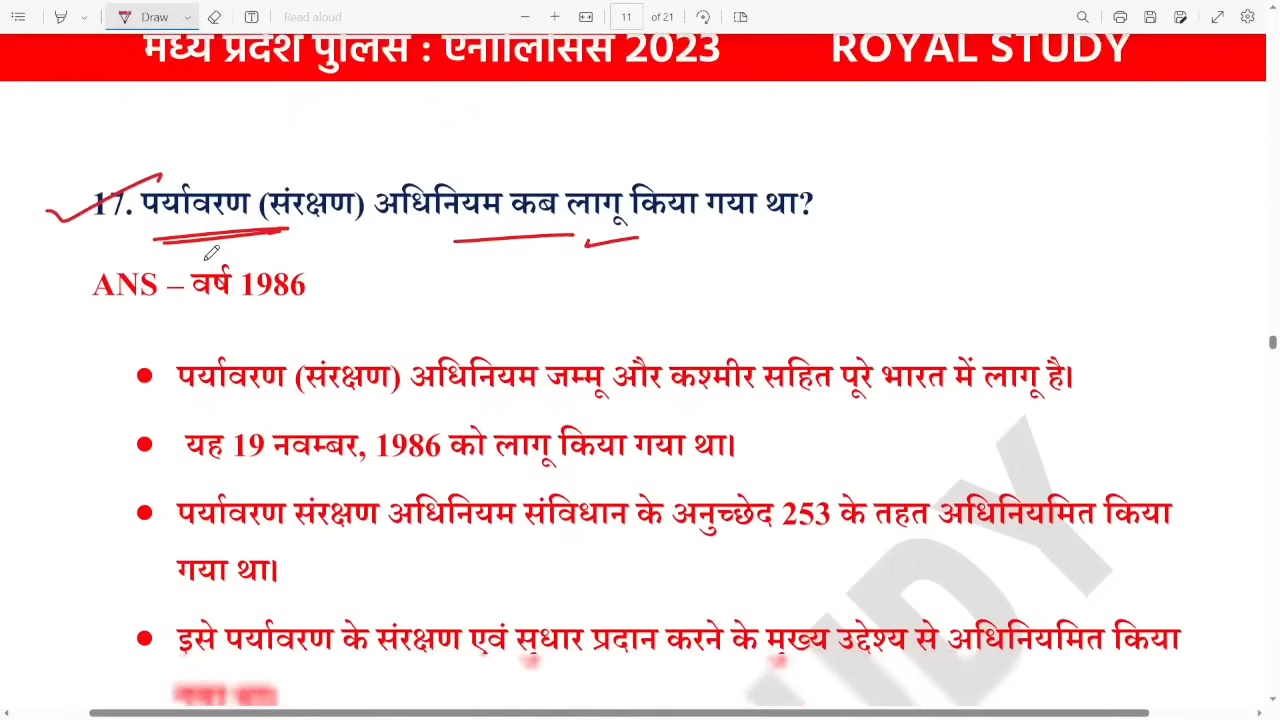 Draw
Read aloud
11 of 21
मध्य प्रदेश पुलिस : एनालिसिस 2023 ROYAL STUDY
17. पर्यावरण (संरक्षण) अधिनियम कब लागू किया गया था?
ANS – वर्ष 1986
● पर्यावरण (संरक्षण) अधिनियम जम्मू और कश्मीर सहित पूरे भारत में लागू है।
● यह 19 नवम्बर, 1986 को लागू किया गया था।
● पर्यावरण संरक्षण अधिनियम संविधान के अनुच्छेद 253 के तहत अधिनियमित किया
गया था।
● इसे पर्यावरण के संरक्षण एवं सुधार प्रदान करने के मुख्य उद्देश्य से अधिनियमित किया
गया था।
UDY